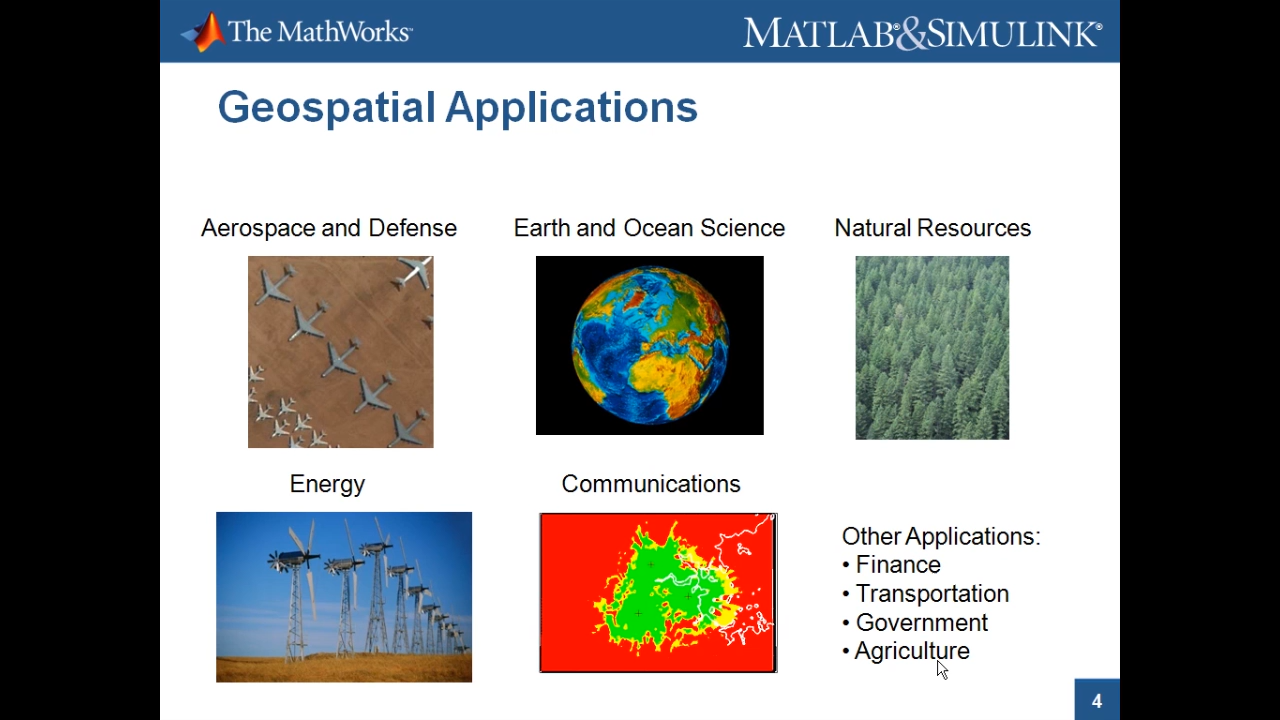 The MathWorks™
MATLAB®&SIMULINK®
Geospatial Applications
Aerospace and Defense
Earth and Ocean Science
Natural Resources
Energy
Communications
Other Applications:
• Finance
• Transportation
• Government
• Agriculture
4